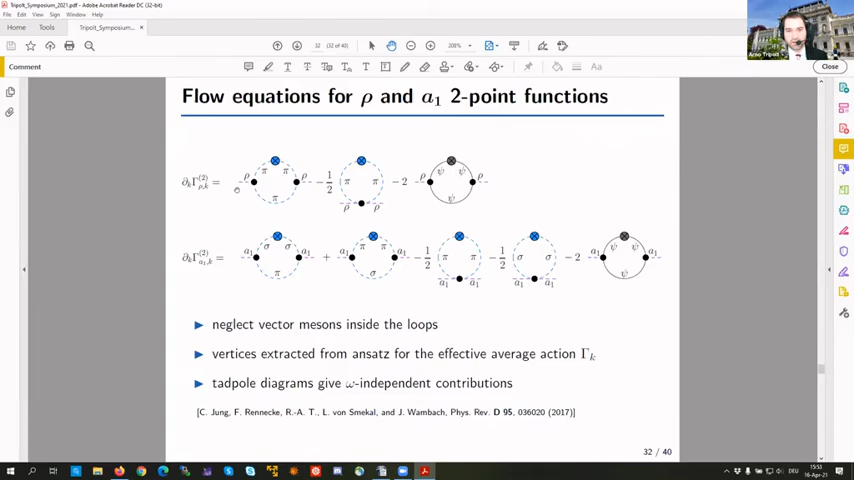 Tripolt_Symposium_2021.pdf - Adobe Acrobat Reader DC (32-bit)
File Edit View Sign Window Help
Home Tools Tripolt_Symposium... ×
32 (32 of 40) 208%
Comment Close
Arno Tripolt
Flow equations for ρ and a₁ 2-point functions
∂ₖΓ⁽²⁾ρ,k = ρ π π π ρ − 1/2 π π ρ ρ − 2 ρ ψ ψ ψ ρ
∂ₖΓ⁽²⁾a₁,k = a₁ σ σ π a₁ + a₁ π π σ a₁ − 1/2 π π a₁ a₁ − 1/2 σ σ a₁ a₁ − 2 a₁ ψ ψ ψ a₁
▶ neglect vector mesons inside the loops
▶ vertices extracted from ansatz for the effective average action Γₖ
▶ tadpole diagrams give ω-independent contributions
[C. Jung, F. Rennecke, R.-A. T., L. von Smekal, and J. Wambach, Phys. Rev. D 95, 036020 (2017)]
32 / 40
DEU
15:53
16-Apr-21